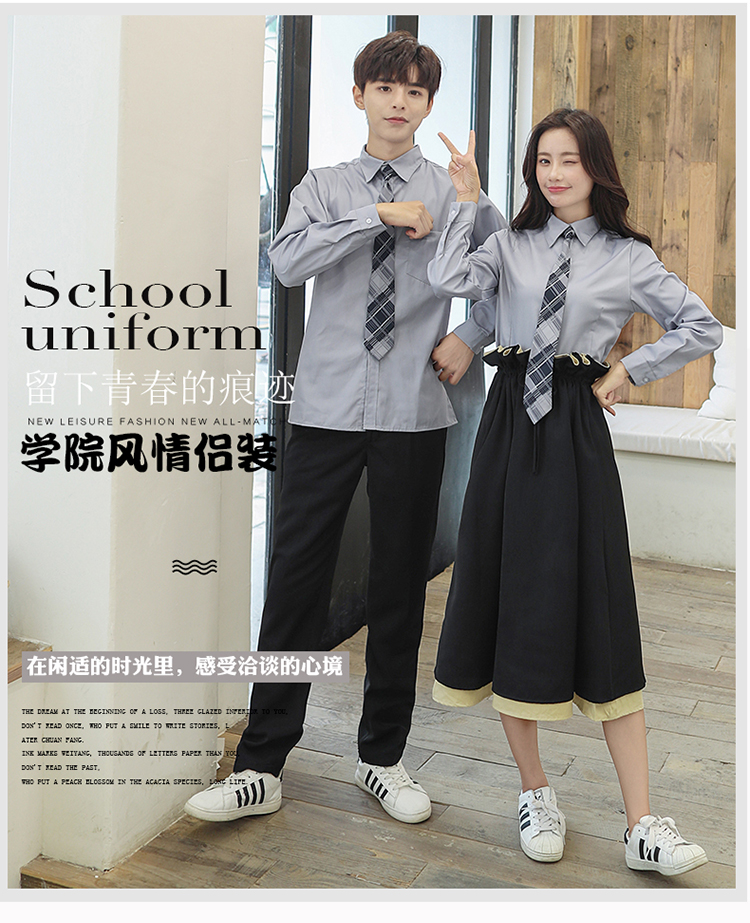 School
uniform
留下青春的痕迹
NEW LEISURE FASHION NEW ALL-MATCH
学院风情侣装
在闲适的时光里，感受洽谈的心境
THE DREAM AT THE BEGINNING OF A LOSS, THREE GLAZED INFERIOR TO YOU,
DON'T READ ONCE, WHO PUT A SMILE TO WRITE STORIES, L
ATER CHUAN FANG.
INK MARKS WEIYANG, THOUSANDS OF LETTERS PAPER THAN YOU
DON'T READ THE PAST,
WHO PUT A PEACH BLOSSOM IN THE ACACIA SPECIES, LONG LIFE.